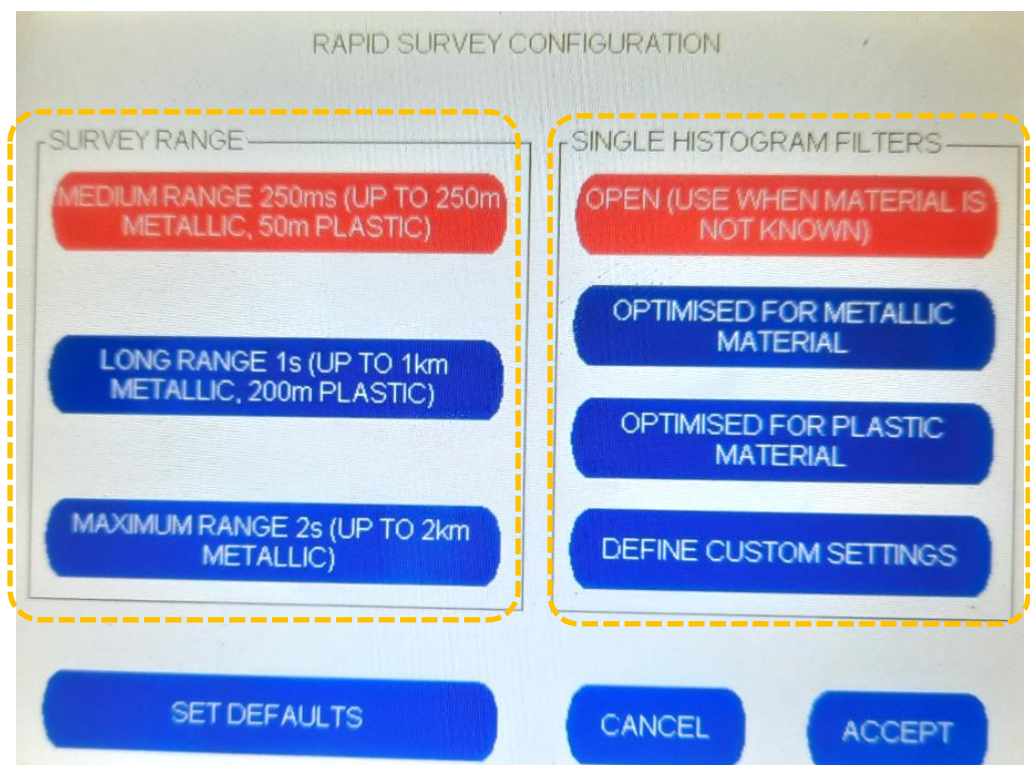 RAPID SURVEY CONFIGURATION
SURVEY RANGE
MEDIUM RANGE 250ms (UP TO 250m
METALLIC, 50m PLASTIC)
LONG RANGE 1s (UP TO 1km
METALLIC, 200m PLASTIC)
MAXIMUM RANGE 2s (UP TO 2km
METALLIC)
SINGLE HISTOGRAM FILTERS
OPEN (USE WHEN MATERIAL IS
NOT KNOWN)
OPTIMISED FOR METALLIC
MATERIAL
OPTIMISED FOR PLASTIC
MATERIAL
DEFINE CUSTOM SETTINGS
SET DEFAULTS
CANCEL
ACCEPT